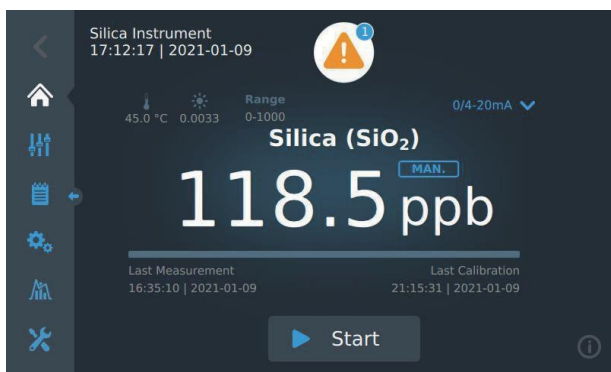 Silica Instrument
17:12:17 | 2021-01-09
1
Range
45.0 °C 0.0033 0-1000
0/4-20mA
Silica (SiO₂)
MAN.
118.5 ppb
Last Measurement Last Calibration
16:35:10 | 2021-01-09 21:15:31 | 2021-01-09
Start